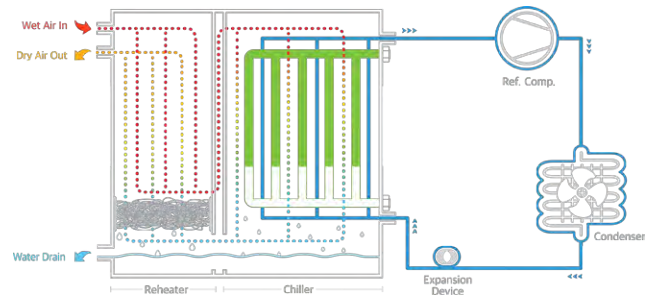 Wet Air In
Dry Air Out
Ref. Comp.
Condenser
Water Drain
Expansion
Device
Reheater
Chiller